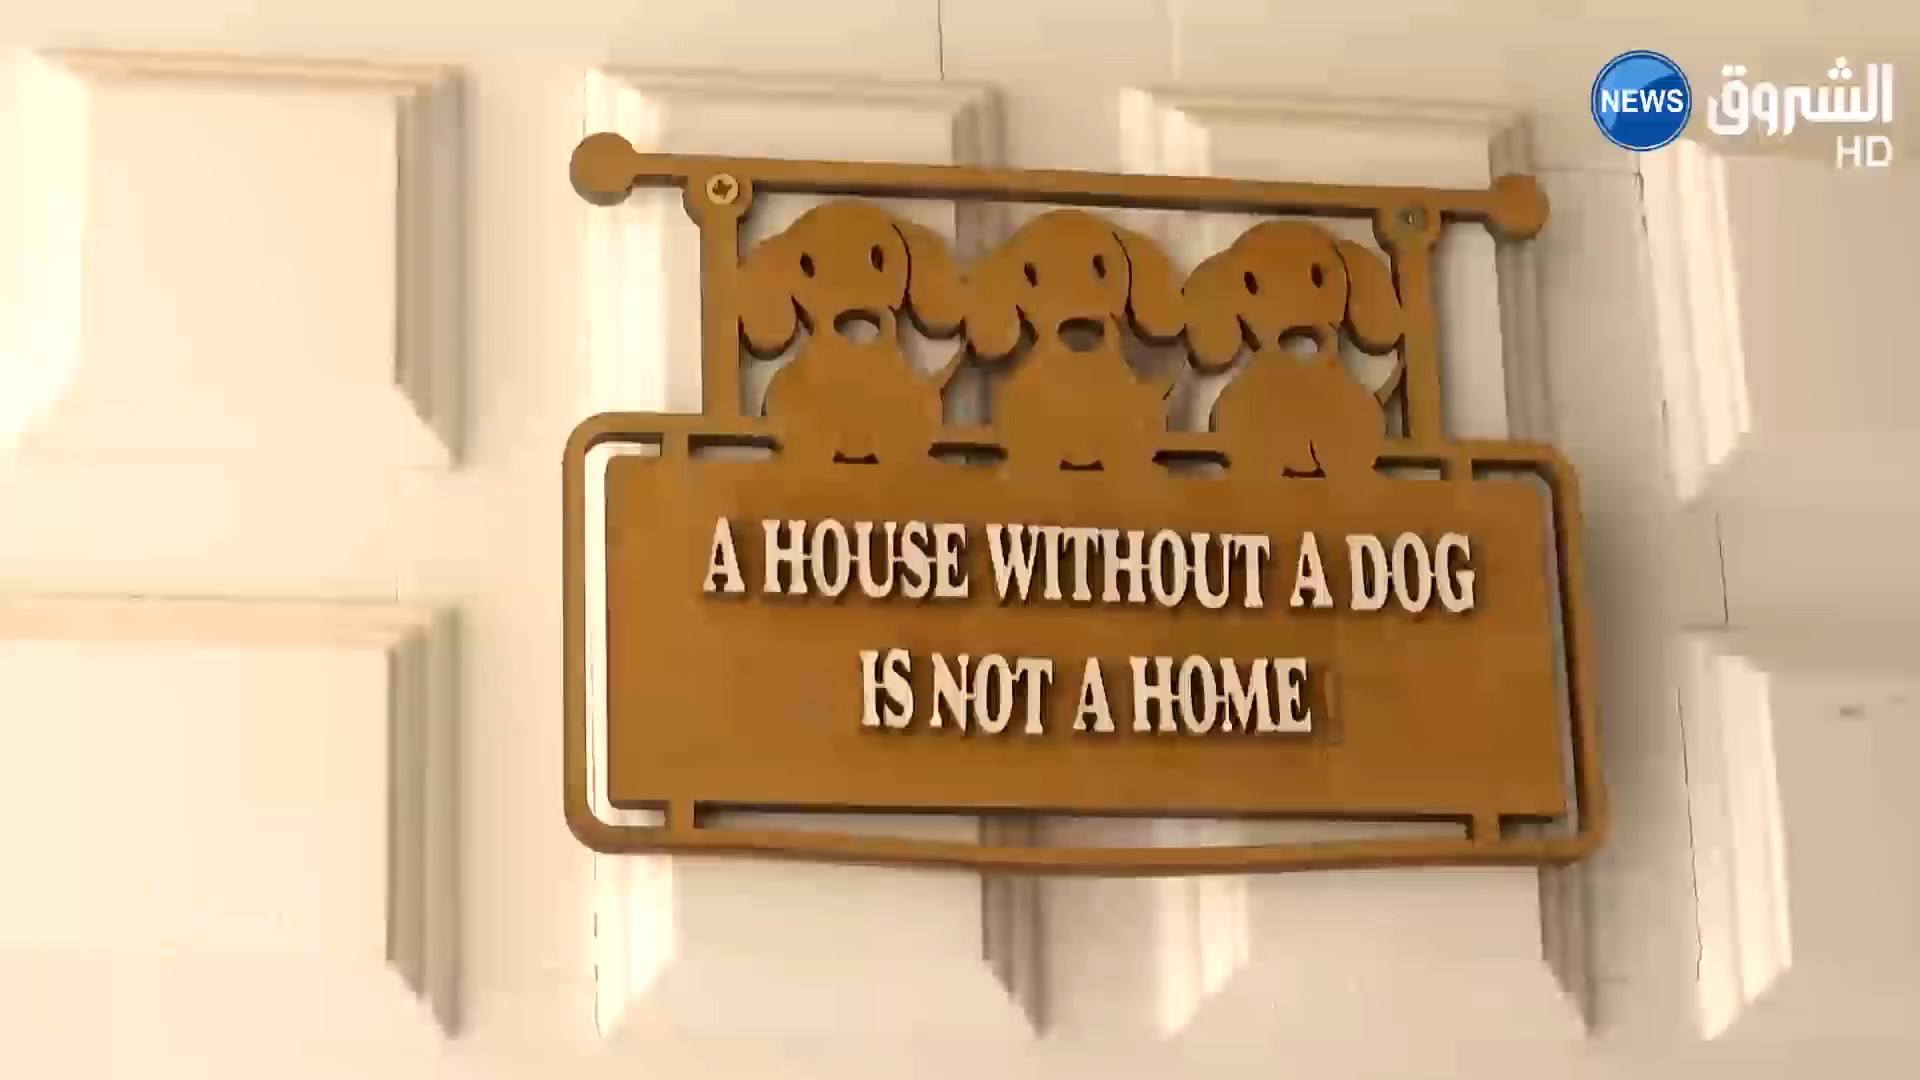 NEWS الشروق
HD
A HOUSE WITHOUT A DOG
IS NOT A HOME